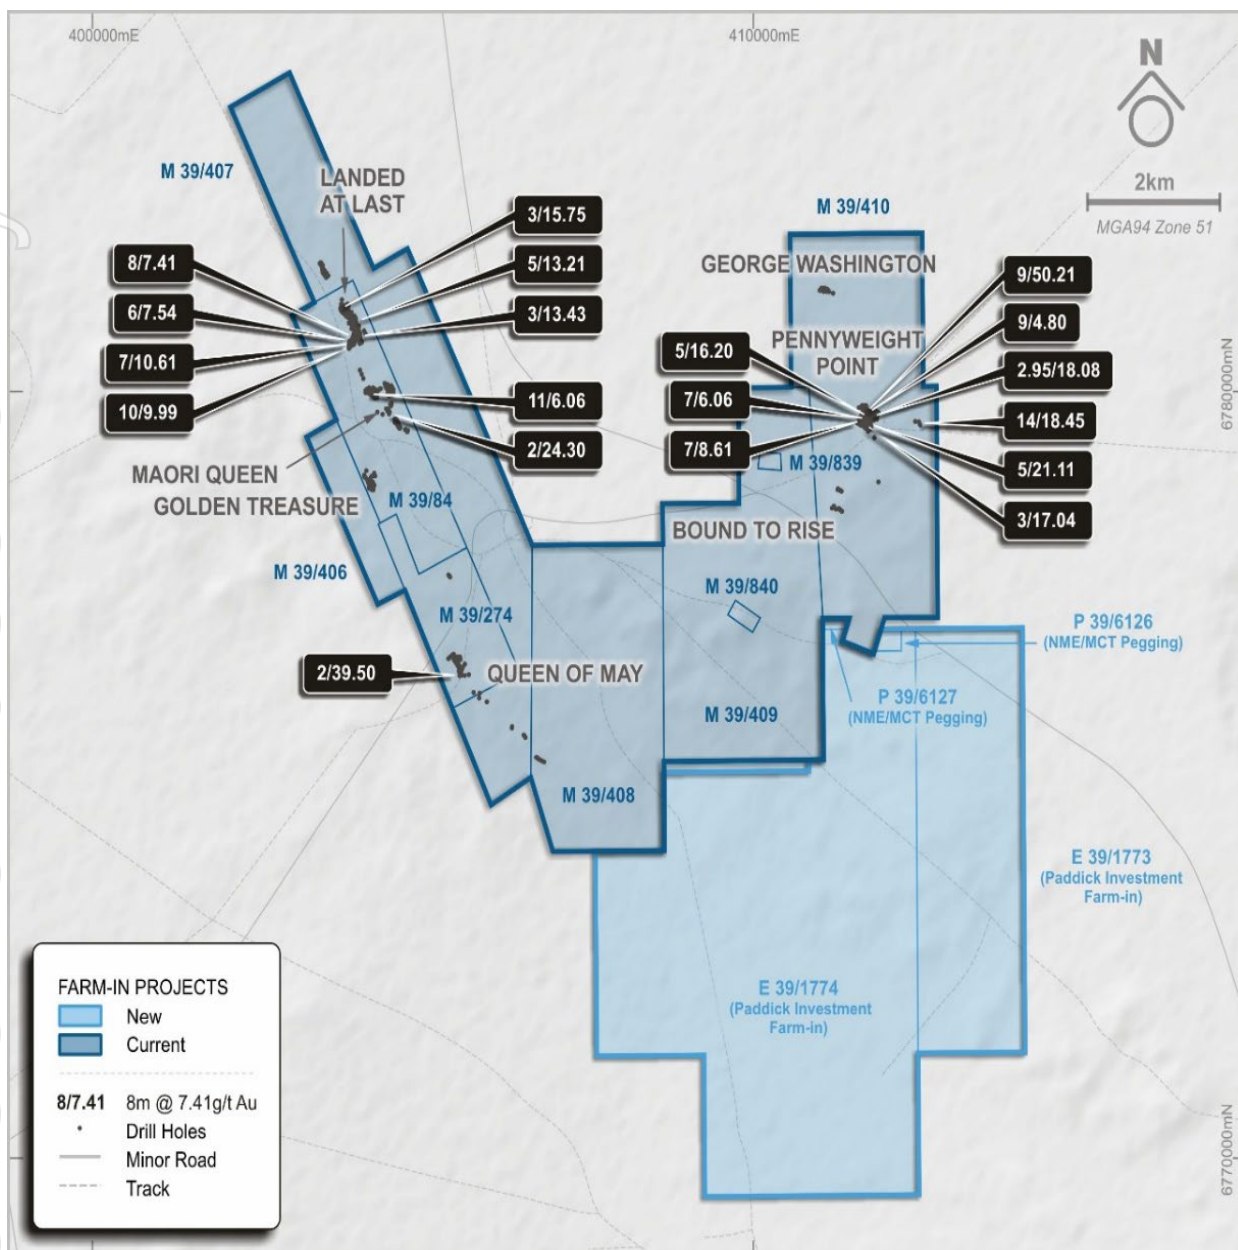 400000mE
410000mE
N
2km
MGA94 Zone 51
6780000mN
6770000mN
M 39/407
LANDED
AT LAST
3/15.75
5/13.21
3/13.43
8/7.41
6/7.54
7/10.61
10/9.99
11/6.06
2/24.30
MAORI QUEEN
GOLDEN TREASURE
M 39/84
M 39/406
M 39/274
2/39.50
QUEEN OF MAY
M 39/408
M 39/410
GEORGE WASHINGTON
PENNYWEIGHT
POINT
5/16.20
7/6.06
7/8.61
9/50.21
9/4.80
2.95/18.08
14/18.45
5/21.11
3/17.04
M 39/839
BOUND TO RISE
M 39/840
M 39/409
P 39/6126
(NME/MCT Pegging)
P 39/6127
(NME/MCT Pegging)
E 39/1773
(Paddick Investment
Farm-in)
E 39/1774
(Paddick Investment
Farm-in)
FARM-IN PROJECTS
New
Current
8/7.41 8m @ 7.41g/t Au
Drill Holes
Minor Road
Track